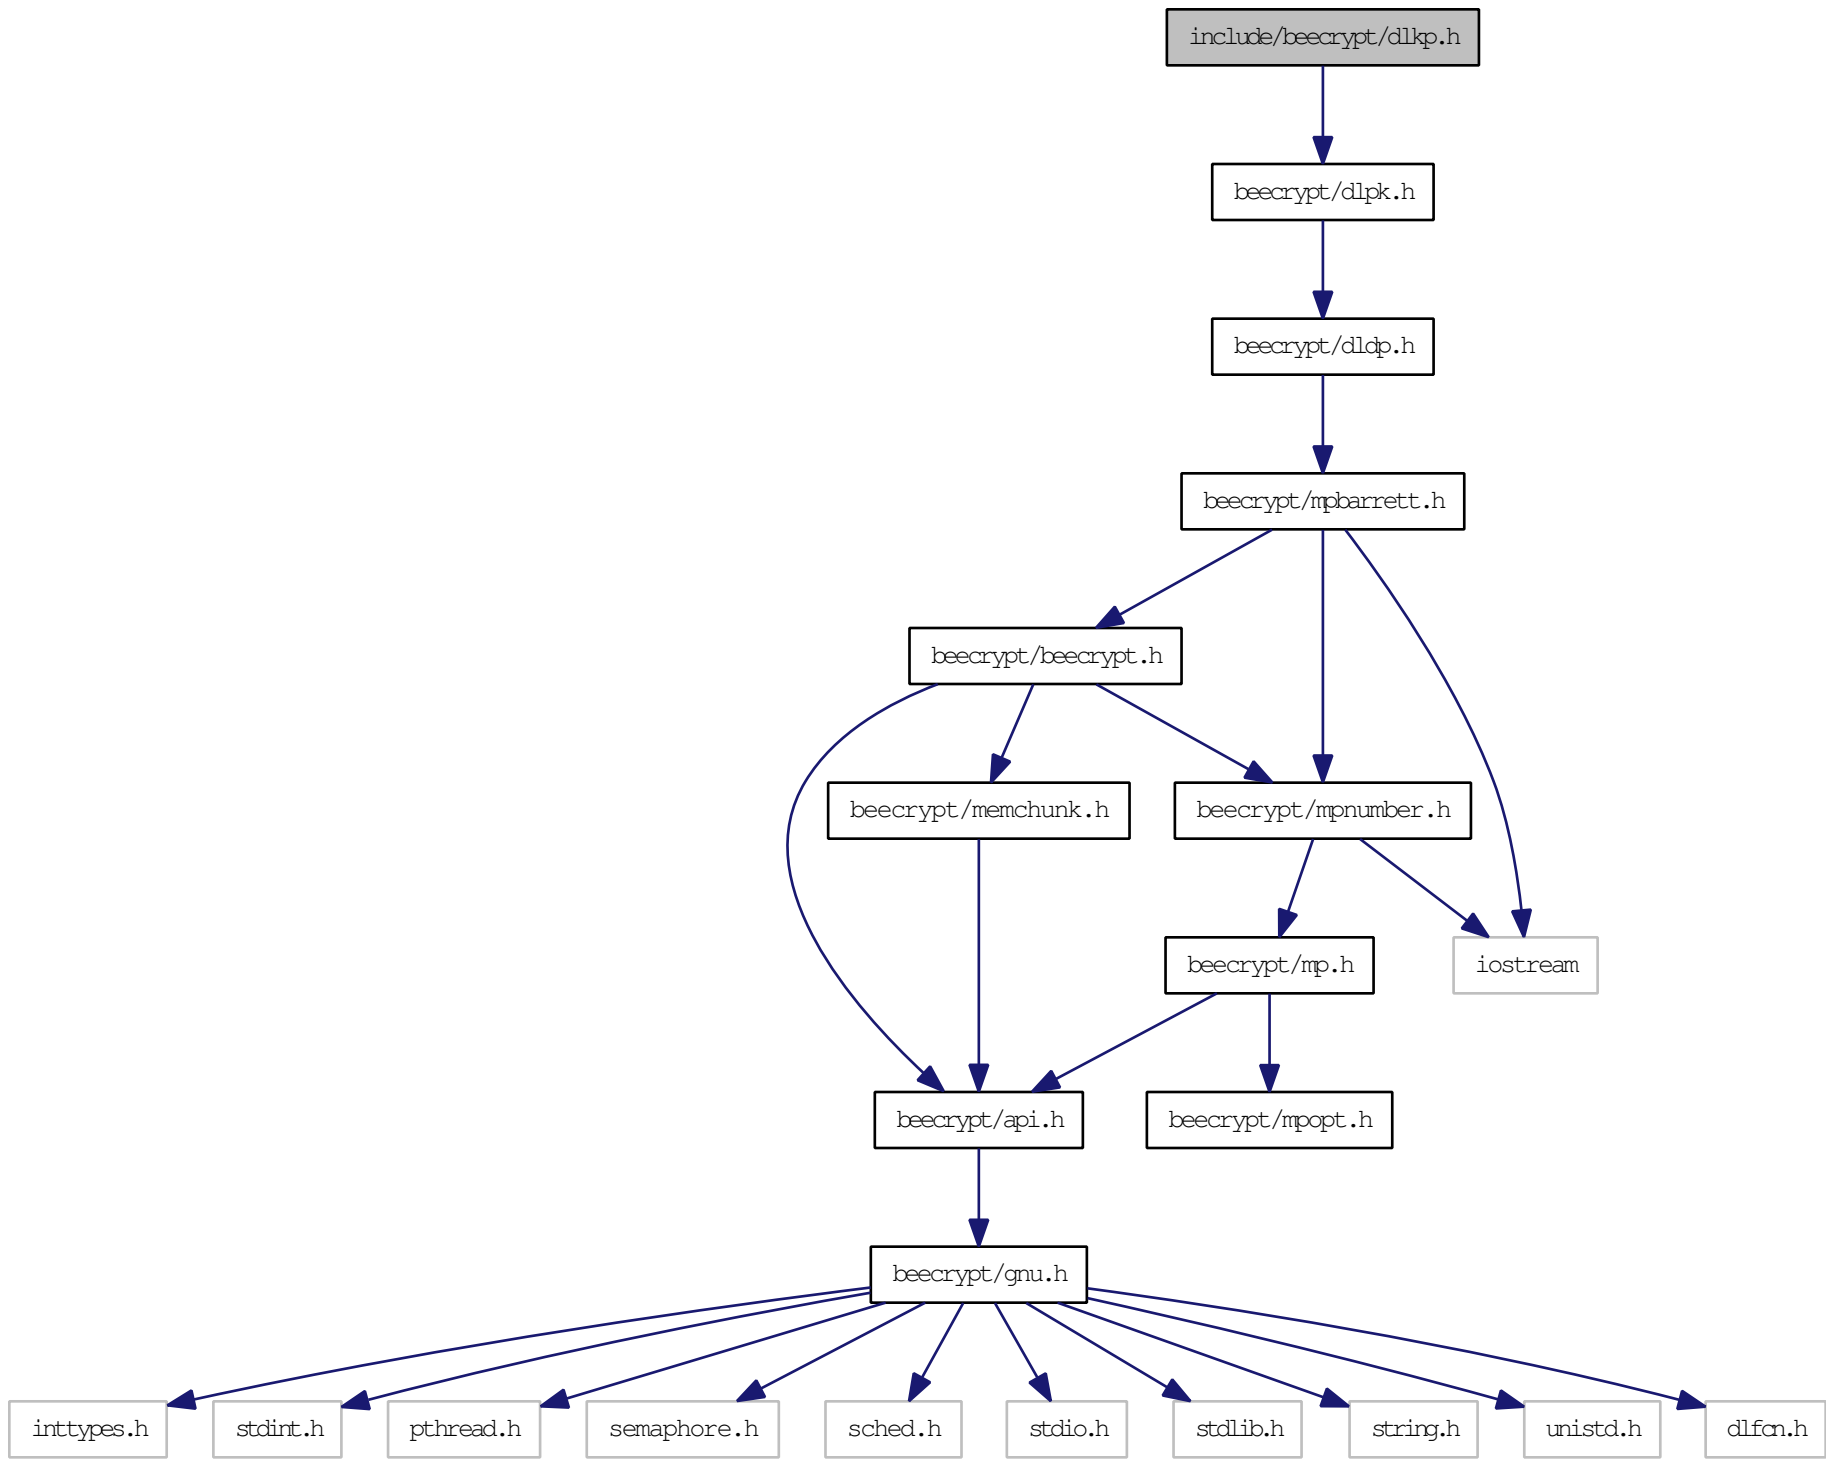 include/beecrypt/dlkp.h
beecrypt/dlpk.h
beecrypt/dldp.h
beecrypt/mpbarrett.h
beecrypt/beecrypt.h
beecrypt/memchunk.h
beecrypt/mpnumber.h
beecrypt/mp.h
iostream
beecrypt/api.h
beecrypt/mpopt.h
beecrypt/gnu.h
inttypes.h
stdint.h
pthread.h
semaphore.h
sched.h
stdio.h
stdlib.h
string.h
unistd.h
dlfcn.h